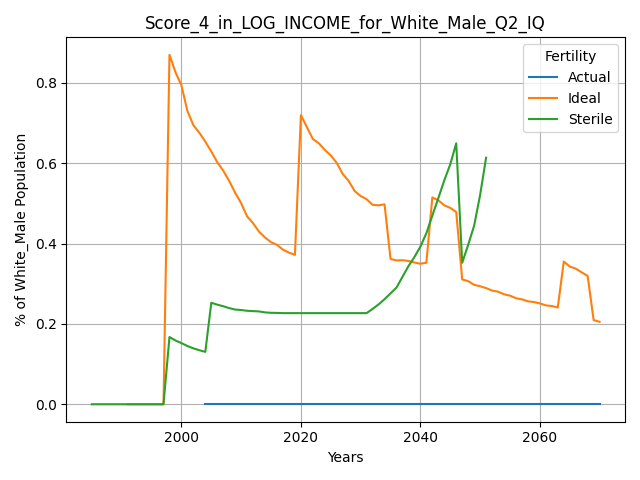 Score_4_in_LOG_INCOME_for_White_Male_Q2_IQ
Fertility
Actual
Ideal
Sterile
% of White_Male Population
0.8
0.6
0.4
0.2
0.0
2000
2020
2040
2060
Years